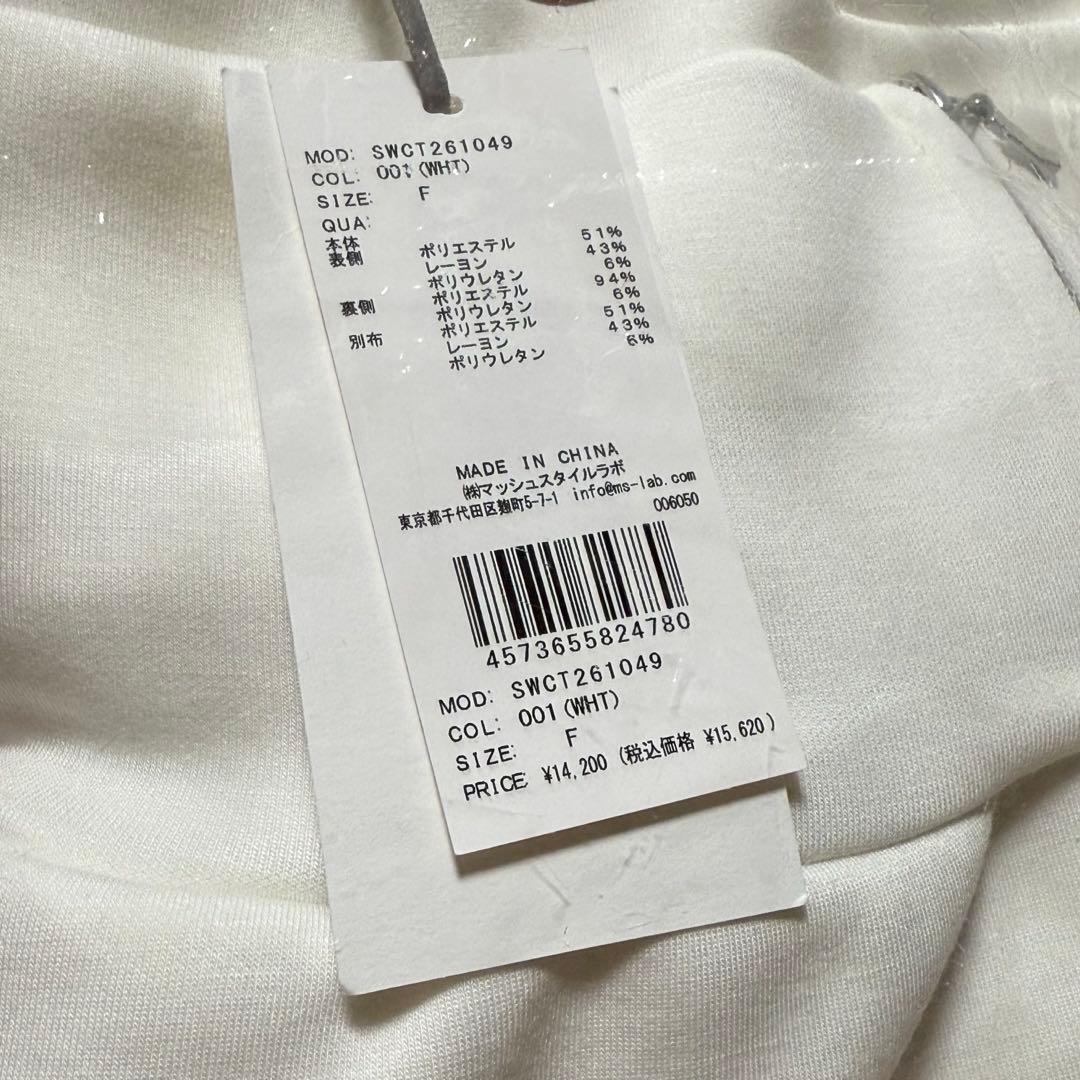 MOD: SWCT261049
COL: 001(WHT)
SIZE: F
QUA:
本体
表側 ポリエステル 51%
レーヨン 43%
ポリウレタン 6%
裏側 ポリエステル 94%
ポリウレタン 6%
別布 ポリエステル 51%
レーヨン 43%
ポリウレタン 6%
MADE IN CHINA
㈱マッシュスタイルラボ
東京都千代田区麹町5-7-1 info@ms-lab.com
006050
4573655824780
MOD: SWCT261049
COL: 001(WHT)
SIZE: F
PRICE: ¥14,200 (税込価格 ¥15,620)